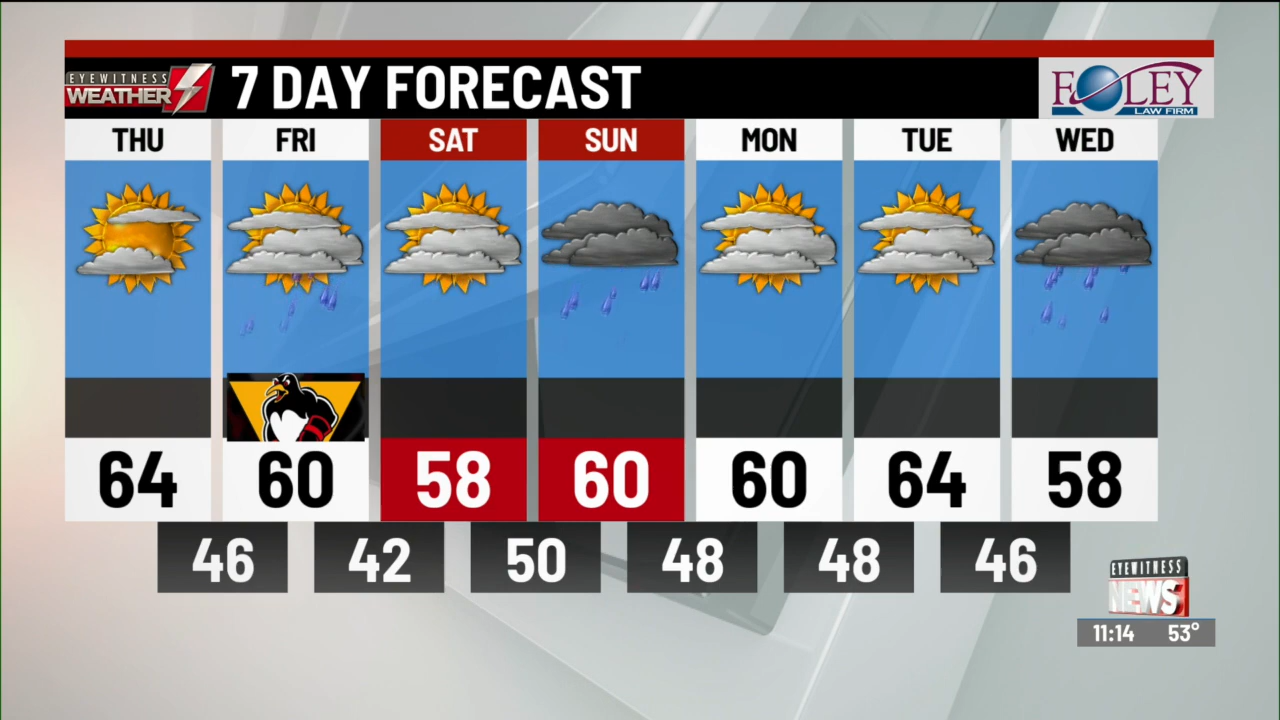 EYEWITNESS
WEATHER
7 DAY FORECAST
FOLEY
LAW FIRM
THU FRI SAT SUN MON TUE WED
64 60 58 60 60 64 58
46 42 50 48 48 46
EYEWITNESS
NEWS
11:14 53°